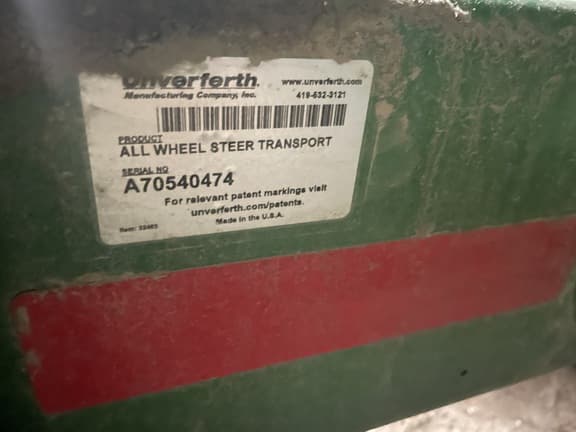 Unverferth. www.unverferth.com
Manufacturing Company, Inc. 419-532-3121
PRODUCT
ALL WHEEL STEER TRANSPORT
SERIAL NO
A70540474
For relevant patent markings visit
unverferth.com/patents.
Made in the U.S.A.